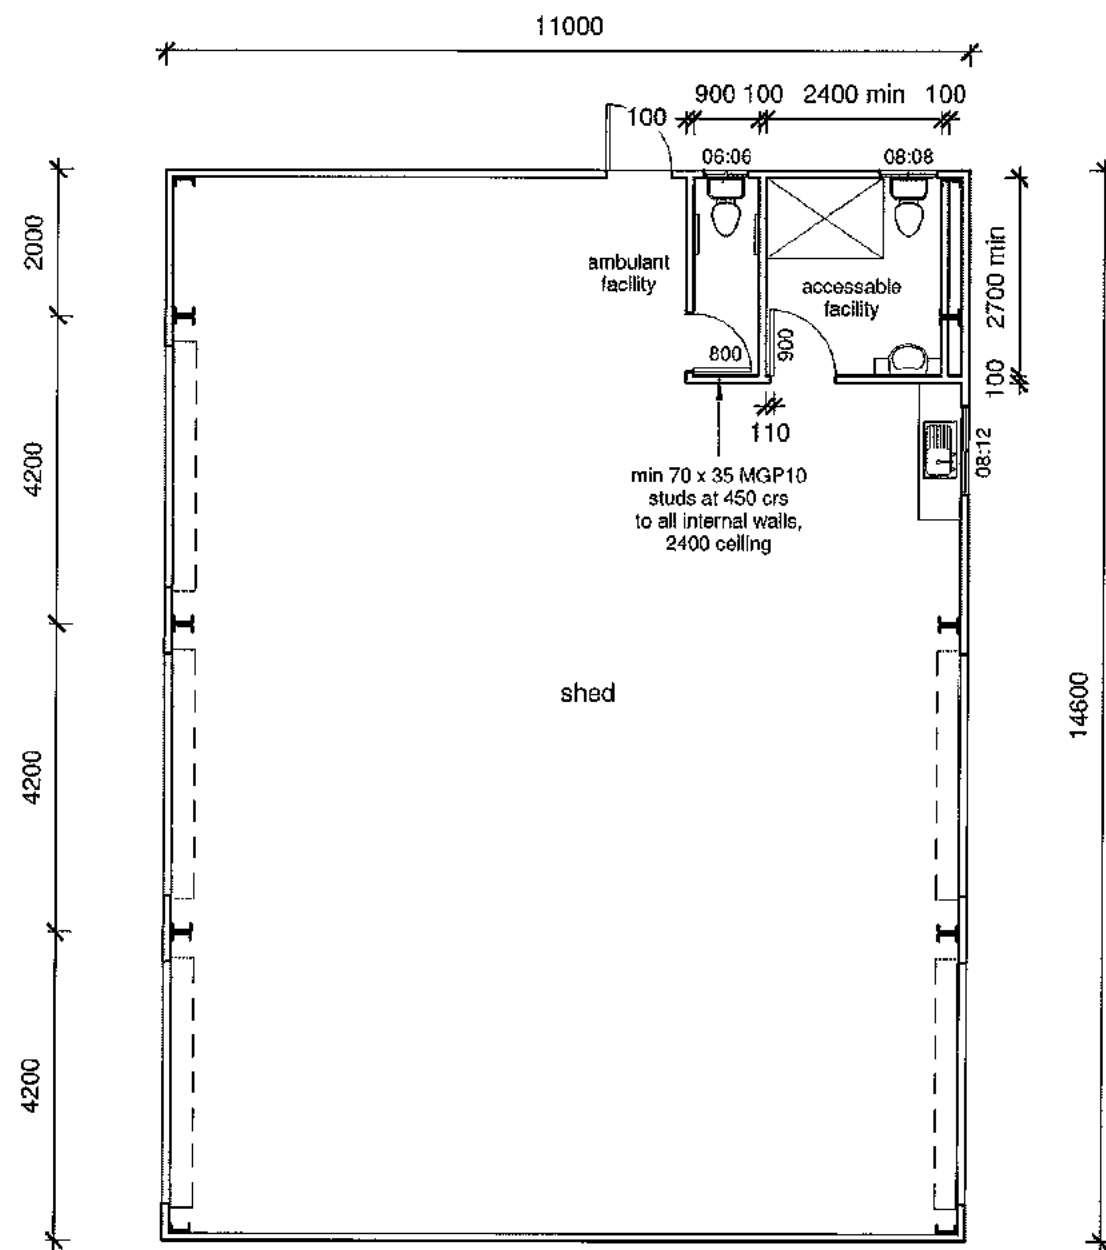 11000
900 100 2400 min 100
100
06:06
08:08
2000
ambulant
facility
accessable
facility
2700 min
800
900
100
110
4200
08:12
min 70 x 35 MGP10
studs at 450 crs
to all internal walls,
2400 ceiling
shed
14600
4200
4200